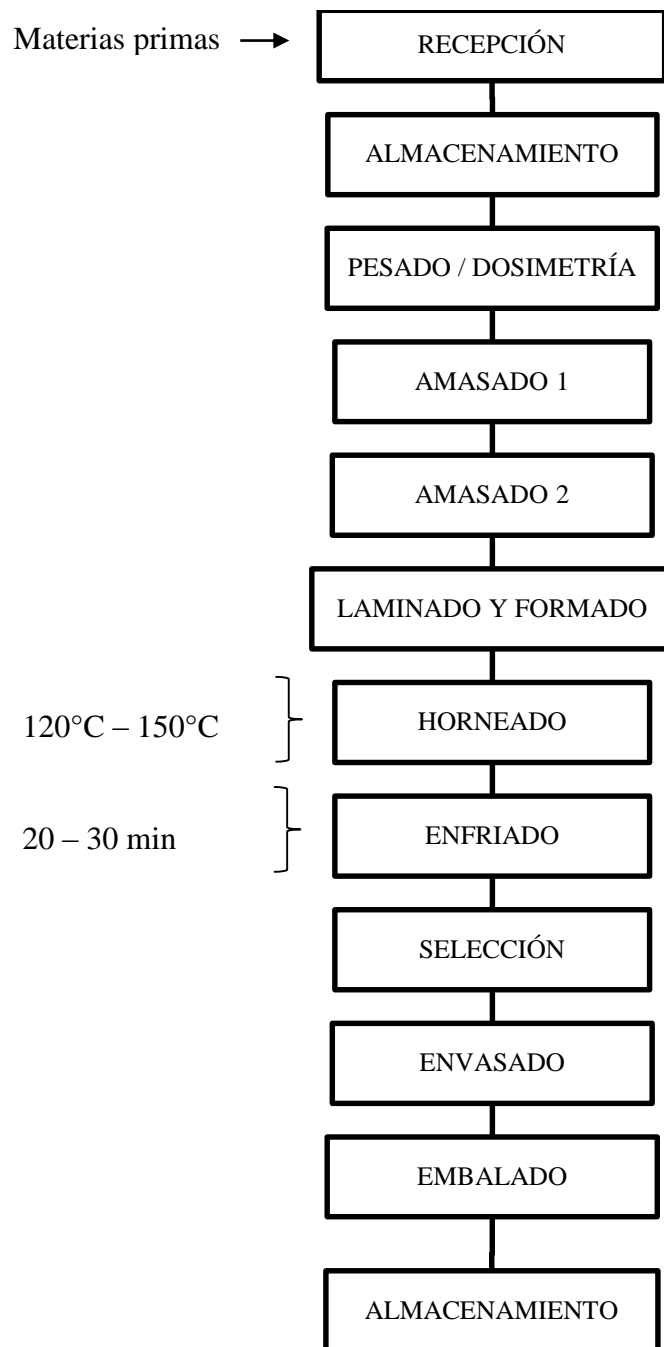 Materias primas
RECEPCIÓN
ALMACENAMIENTO
PESADO / DOSIMETRÍA
AMASADO 1
AMASADO 2
LAMINADO Y FORMADO
120°C – 150°C
HORNEADO
20 – 30 min
ENFRIADO
SELECCIÓN
ENVASADO
EMBALADO
ALMACENAMIENTO